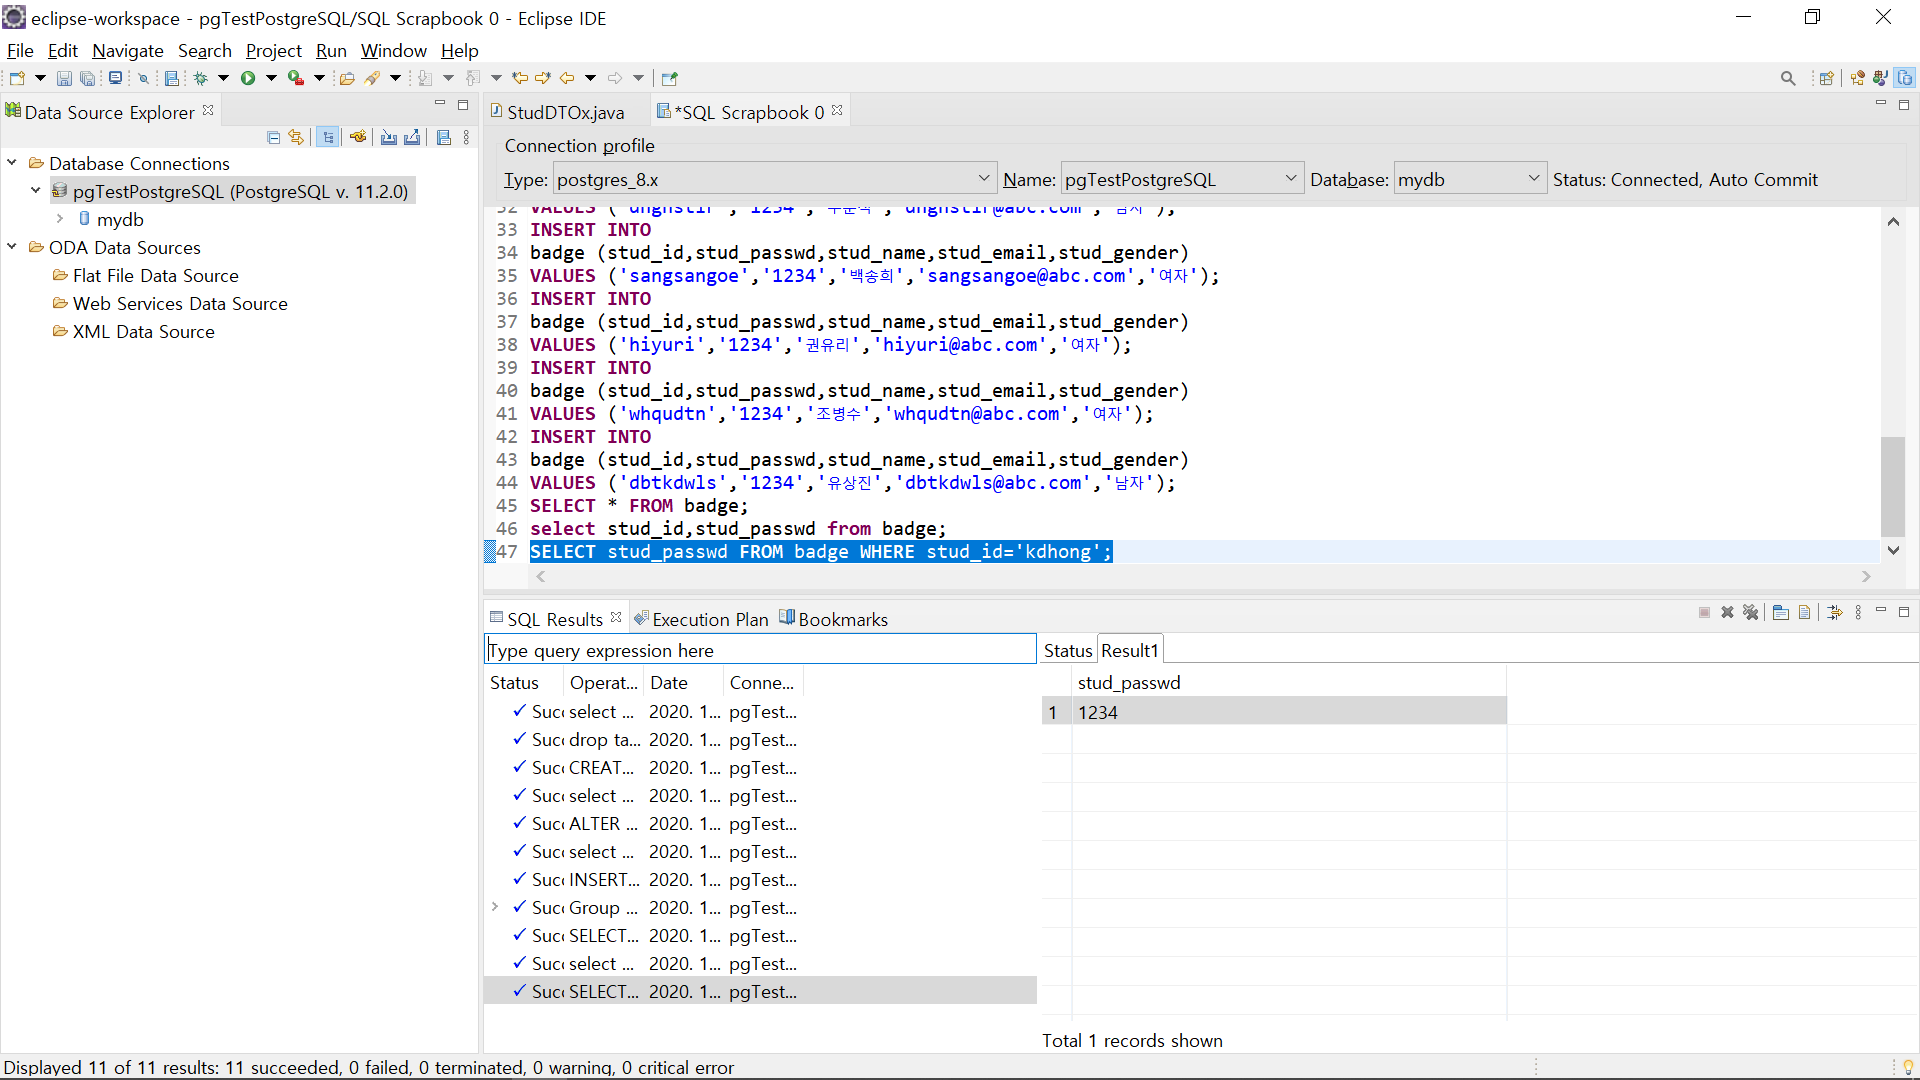 eclipse-workspace - pgTestPostgreSQL/SQL Scrapbook 0 - Eclipse IDE
File Edit Navigate Search Project Run Window Help
Data Source Explorer
Database Connections
pgTestPostgreSQL (PostgreSQL v. 11.2.0)
mydb
ODA Data Sources
Flat File Data Source
Web Services Data Source
XML Data Source
StudDTOx.java *SQL Scrapbook 0
Connection profile
Type: postgres_8.x Name: pgTestPostgreSQL Database: mydb Status: Connected, Auto Commit
33 INSERT INTO
34 badge (stud_id,stud_passwd,stud_name,stud_email,stud_gender)
35 VALUES ('sangsangoe','1234','백송희','sangsangoe@abc.com','여자');
36 INSERT INTO
37 badge (stud_id,stud_passwd,stud_name,stud_email,stud_gender)
38 VALUES ('hiyuri','1234','권유리','hiyuri@abc.com','여자');
39 INSERT INTO
40 badge (stud_id,stud_passwd,stud_name,stud_email,stud_gender)
41 VALUES ('whqudtn','1234','조병수','whqudtn@abc.com','여자');
42 INSERT INTO
43 badge (stud_id,stud_passwd,stud_name,stud_email,stud_gender)
44 VALUES ('dbtkdwls','1234','유상진','dbtkdwls@abc.com','남자');
45 SELECT * FROM badge;
46 select stud_id,stud_passwd from badge;
47 SELECT stud_passwd FROM badge WHERE stud_id='kdhong';
SQL Results Execution Plan Bookmarks
Type query expression here
Status Operat... Date Conne...
Succ select ... 2020. 1... pgTest...
Succ drop ta... 2020. 1... pgTest...
Succ CREAT... 2020. 1... pgTest...
Succ select ... 2020. 1... pgTest...
Succ ALTER ... 2020. 1... pgTest...
Succ select ... 2020. 1... pgTest...
Succ INSERT... 2020. 1... pgTest...
Succ Group ... 2020. 1... pgTest...
Succ SELECT... 2020. 1... pgTest...
Succ select ... 2020. 1... pgTest...
Succ SELECT... 2020. 1... pgTest...
Status Result1
stud_passwd
1 1234
Total 1 records shown
Displayed 11 of 11 results: 11 succeeded, 0 failed, 0 terminated, 0 warning, 0 critical error